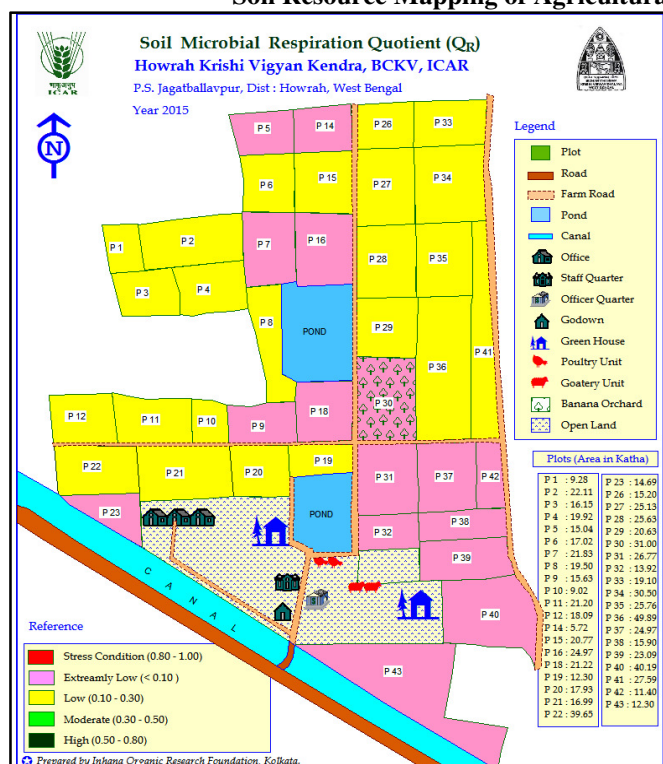 Soil Resource Mapping of Agricultura
Soil Microbial Respiration Quotient (QR)
Howrah Krishi Vigyan Kendra, BCKV, ICAR
P.S. Jagatballavpur, Dist : Howrah, West Bengal
Year 2015
ICAR
N
P 5
P 14
P 26
P 33
P 6
P 15
P 27
P 34
P 1
P 2
P 7
P 16
P 28
P 35
P 3
P 4
P 8
POND
P 29
P 36
P 41
P 12
P 11
P 10
P 9
P 18
P 30
P 22
P 21
P 20
P 19
P 31
P 37
P 42
P 23
POND
P 32
P 38
P 39
P 40
P 43
CANAL
Legend
Plot
Road
Farm Road
Pond
Canal
Office
Staff Quarter
Officer Quarter
Godown
Green House
Poultry Unit
Goatery Unit
Banana Orchard
Open Land
Plots (Area in Katha)
P 1 : 9.28
P 2 : 22.11
P 3 : 16.15
P 4 : 19.92
P 5 : 15.04
P 6 : 17.02
P 7 : 21.83
P 8 : 19.50
P 9 : 15.63
P 10 : 9.02
P 11 : 21.20
P 12 : 18.09
P 14 : 5.72
P 15 : 20.77
P 16 : 24.97
P 18 : 21.22
P 19 : 12.30
P 20 : 17.93
P 21 : 16.99
P 22 : 39.65
P 23 : 14.69
P 26 : 15.20
P 27 : 25.13
P 28 : 25.63
P 29 : 20.63
P 30 : 31.00
P 31 : 26.77
P 32 : 13.92
P 33 : 19.10
P 34 : 30.50
P 35 : 25.76
P 36 : 49.89
P 37 : 24.97
P 38 : 15.90
P 39 : 23.09
P 40 : 40.19
P 41 : 27.59
P 42 : 11.40
P 43 : 12.30
Reference
Stress Condition (0.80 - 1.00)
Extreamly Low (< 0.10 )
Low (0.10 - 0.30)
Moderate (0.30 - 0.50)
High (0.50 - 0.80)
Prepared by Inhana Organic Research Foundation, Kolkata.